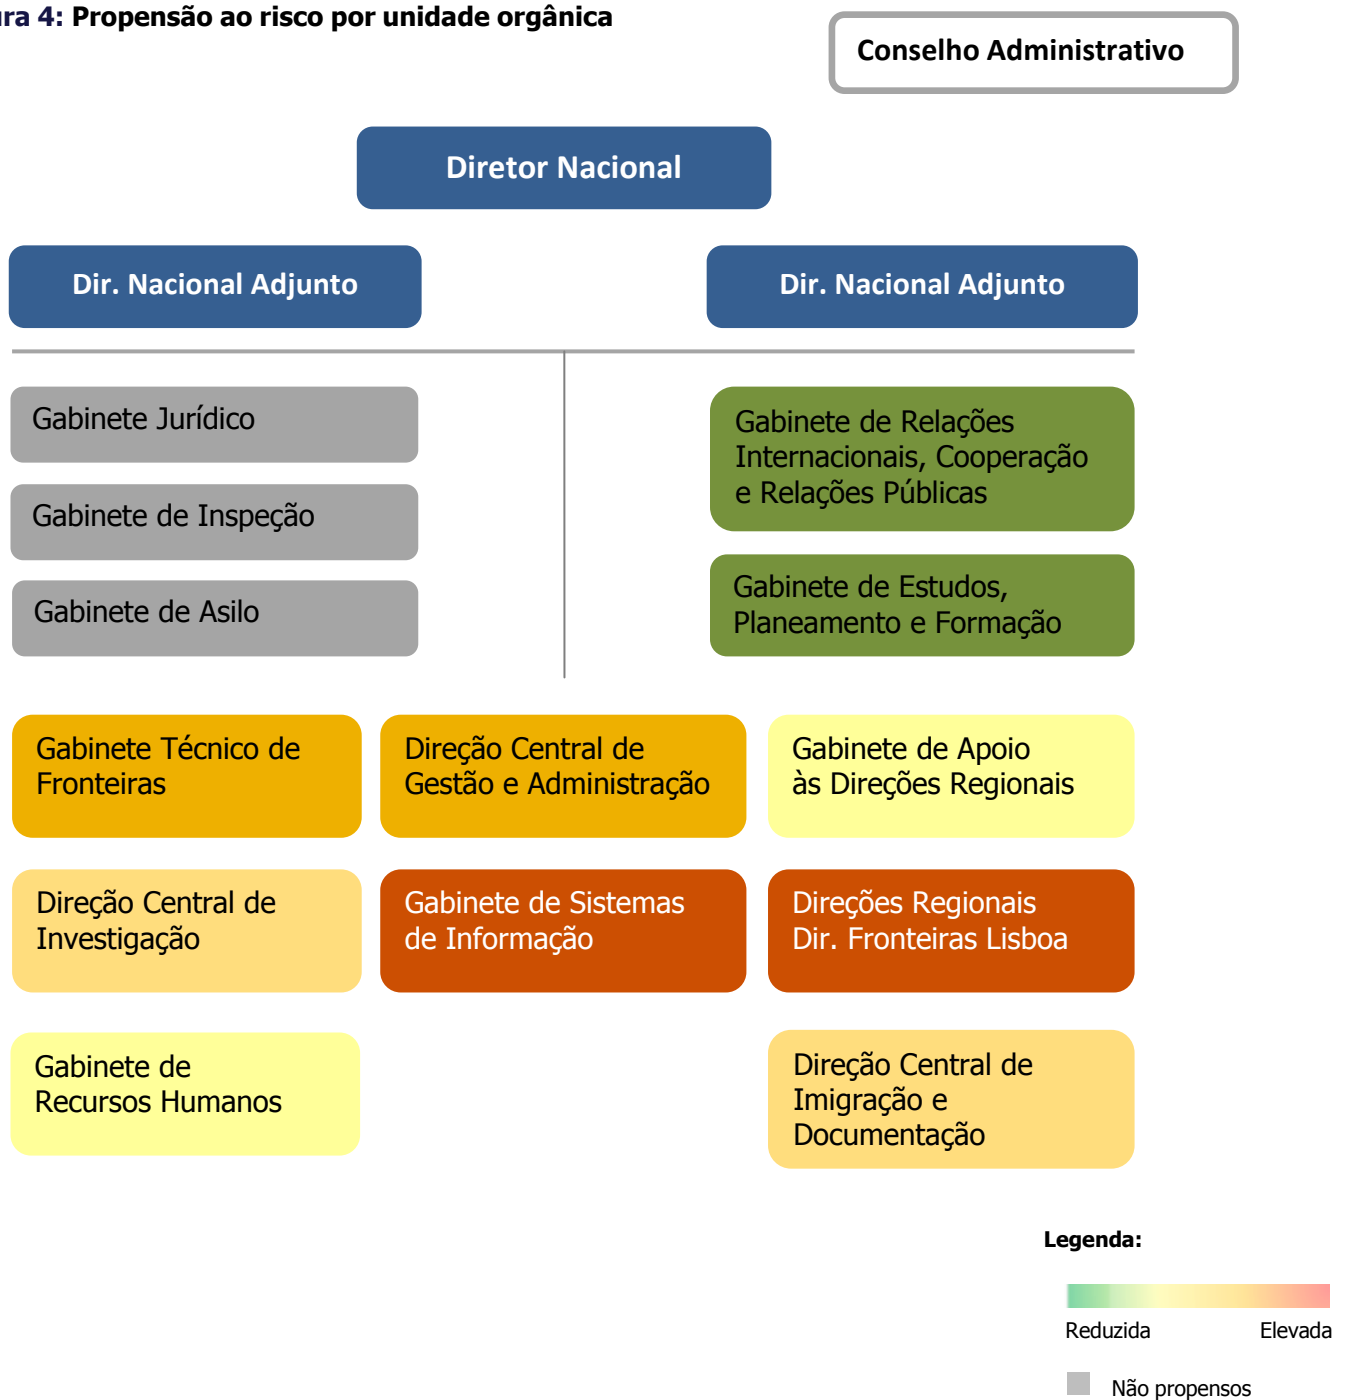 ura 4: Propensão ao risco por unidade orgânica
Conselho Administrativo
Diretor Nacional
Dir. Nacional Adjunto
Dir. Nacional Adjunto
Gabinete Jurídico
Gabinete de Inspeção
Gabinete de Asilo
Gabinete de Relações
Internacionais, Cooperação
e Relações Públicas
Gabinete de Estudos,
Planeamento e Formação
Gabinete Técnico de
Fronteiras
Direção Central de
Gestão e Administração
Gabinete de Apoio
às Direções Regionais
Direção Central de
Investigação
Gabinete de Sistemas
de Informação
Direções Regionais
Dir. Fronteiras Lisboa
Gabinete de
Recursos Humanos
Direção Central de
Imigração e
Documentação
Legenda:
Reduzida
Elevada
Não propensos